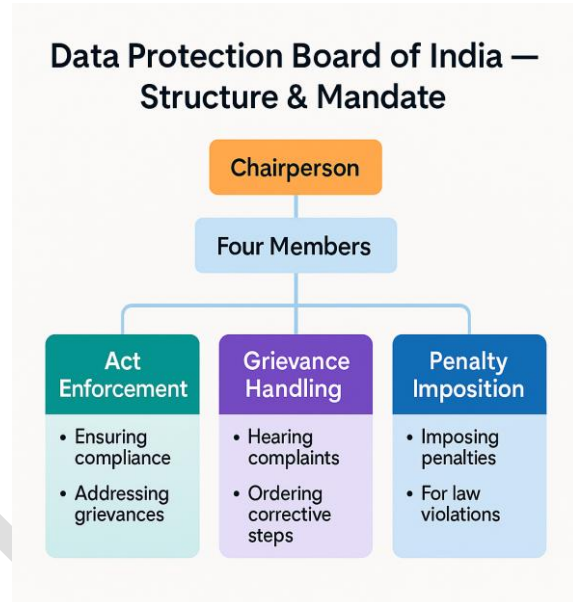 Data Protection Board of India —
Structure & Mandate
Chairperson
Four Members
Act
Enforcement
• Ensuring
compliance
• Addressing
grievances
Grievance
Handling
• Hearing
complaints
• Ordering
corrective
steps
Penalty
Imposition
• Imposing
penalties
• For law
violations